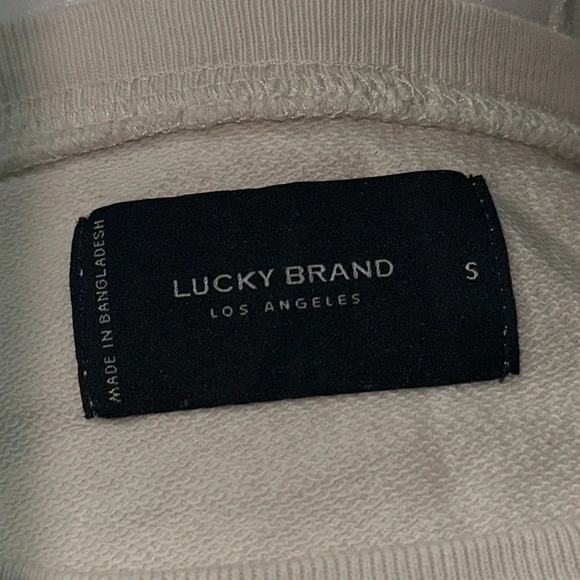 LUCKY BRAND
LOS ANGELES
S
MADE IN BANGLADESH